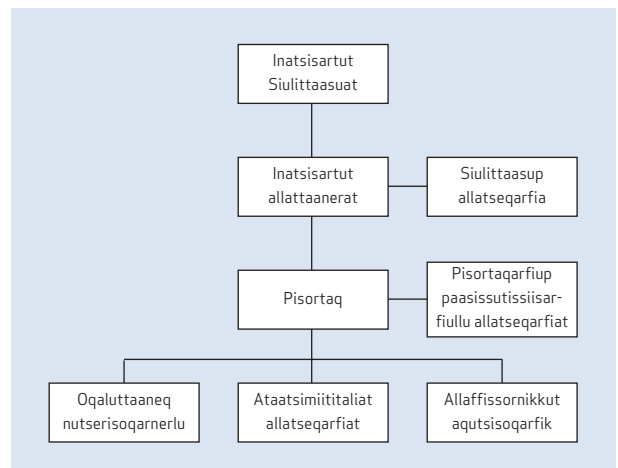 Inatsisartut
Siulittaasuat
Inatsisartut
allattaanerat
Siulittaasup
allatseqarfia
Pisortaq
Pisortaqarfiup
paasissutissiisar-
fiullu allatseqarfiat
Oqaluttaaneq
nutserisoqarnerlu
Ataatsimiititaliat
allatseqarfiat
Allaffissornikkut
aqutsisoqarfik